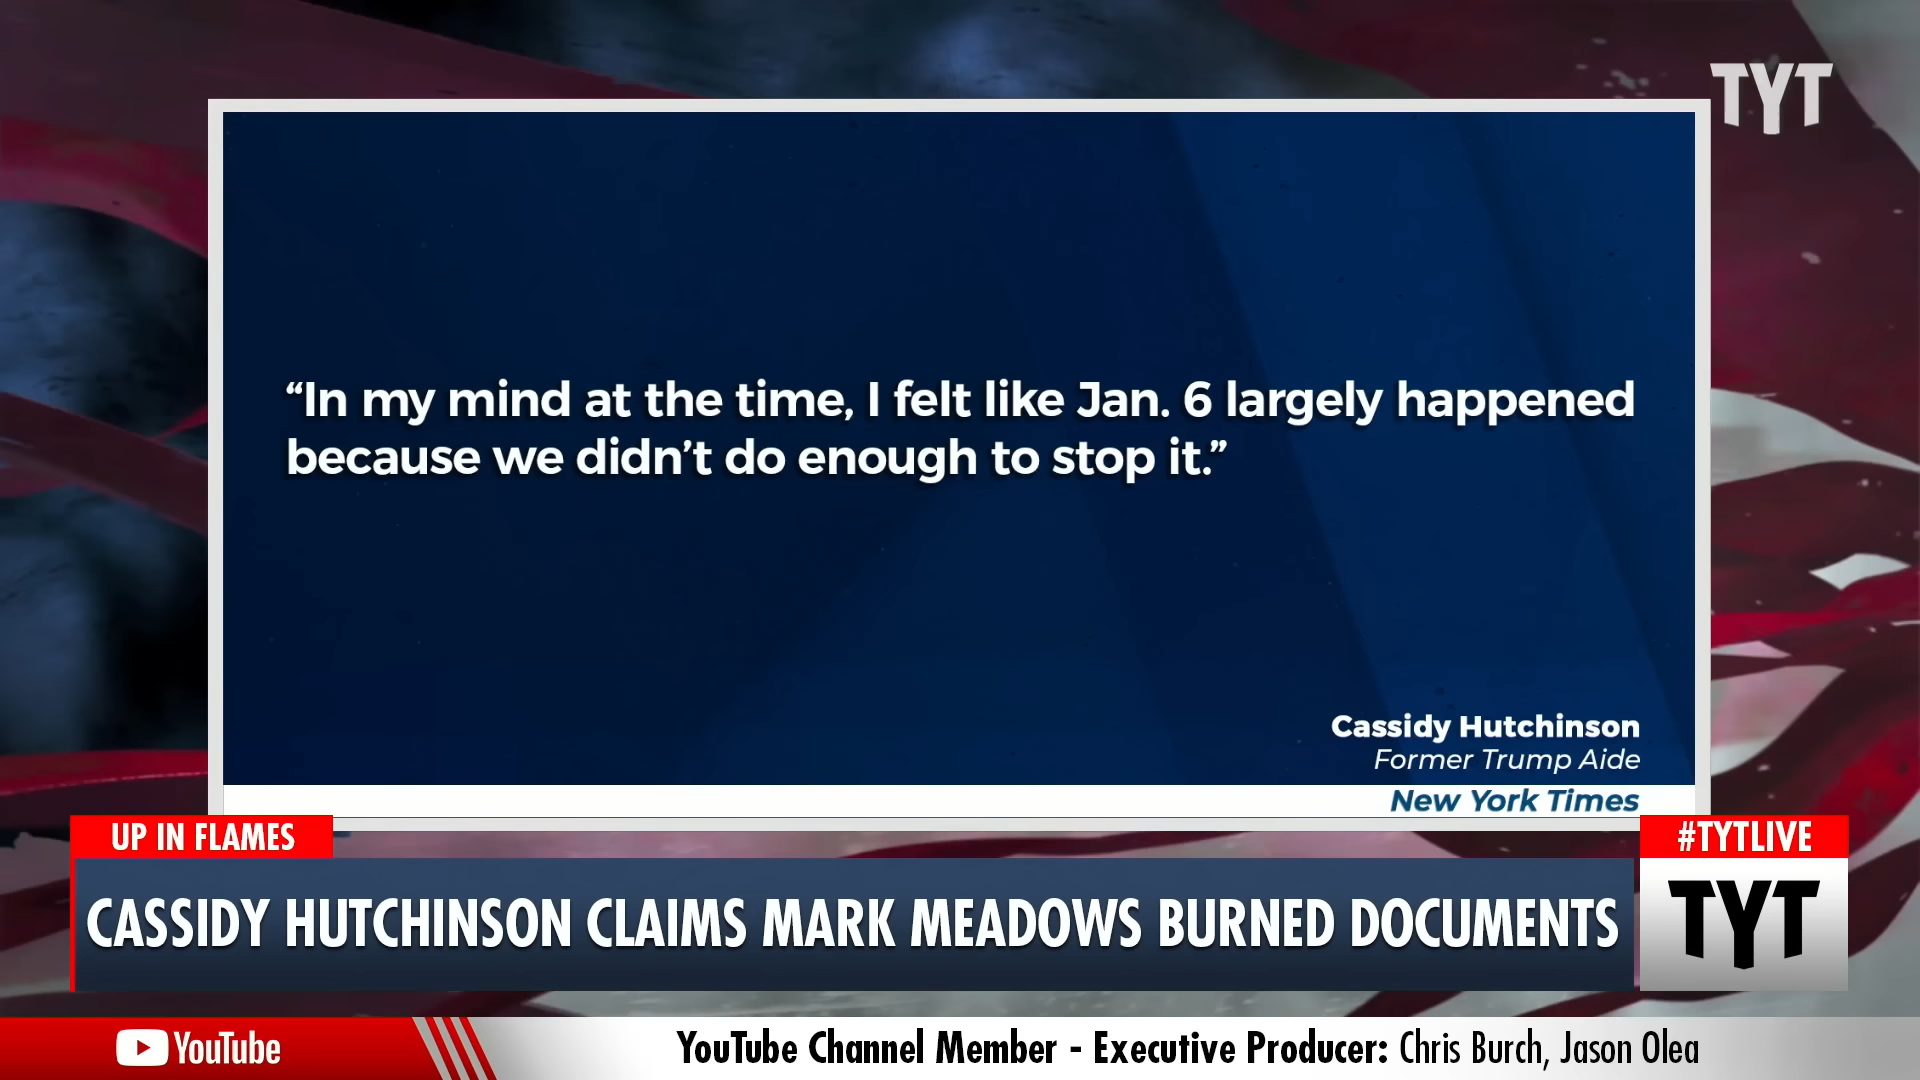 TYT
“In my mind at the time, I felt like Jan. 6 largely happened
because we didn’t do enough to stop it.”
Cassidy Hutchinson
Former Trump Aide
New York Times
UP IN FLAMES
#TYTLIVE
CASSIDY HUTCHINSON CLAIMS MARK MEADOWS BURNED DOCUMENTS
TYT
YouTube
YouTube Channel Member - Executive Producer: Chris Burch, Jason Olea